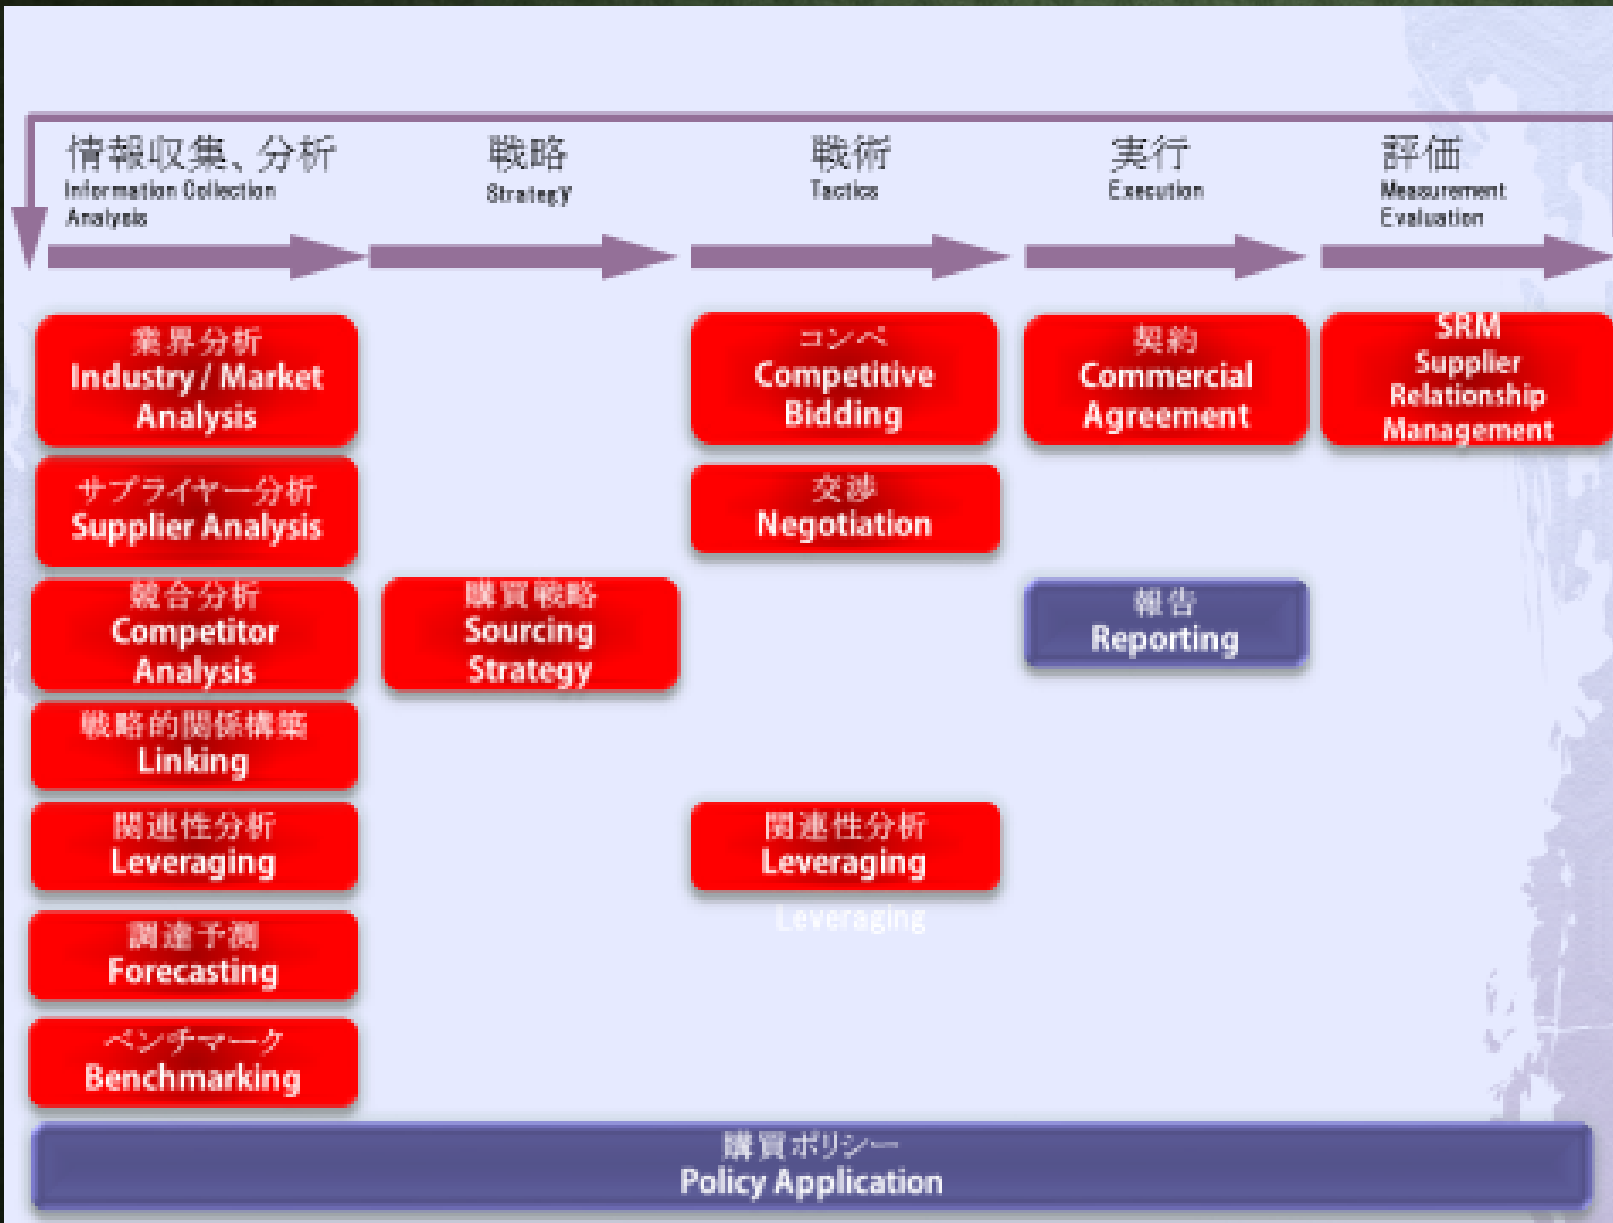 情報収集、分析
Information Collection
Analysis
戦略
Strategy
戦術
Tactics
実行
Execution
評価
Measurement
Evaluation
業界分析
Industry / Market
Analysis
サプライヤー分析
Supplier Analysis
競合分析
Competitor
Analysis
戦略的関係構築
Linking
関連性分析
Leveraging
調達予測
Forecasting
ベンチマーク
Benchmarking
購買戦略
Sourcing
Strategy
コンペ
Competitive
Bidding
交渉
Negotiation
関連性分析
Leveraging
Leveraging
契約
Commercial
Agreement
報告
Reporting
SRM
Supplier
Relationship
Management
購買ポリシー
Policy Application